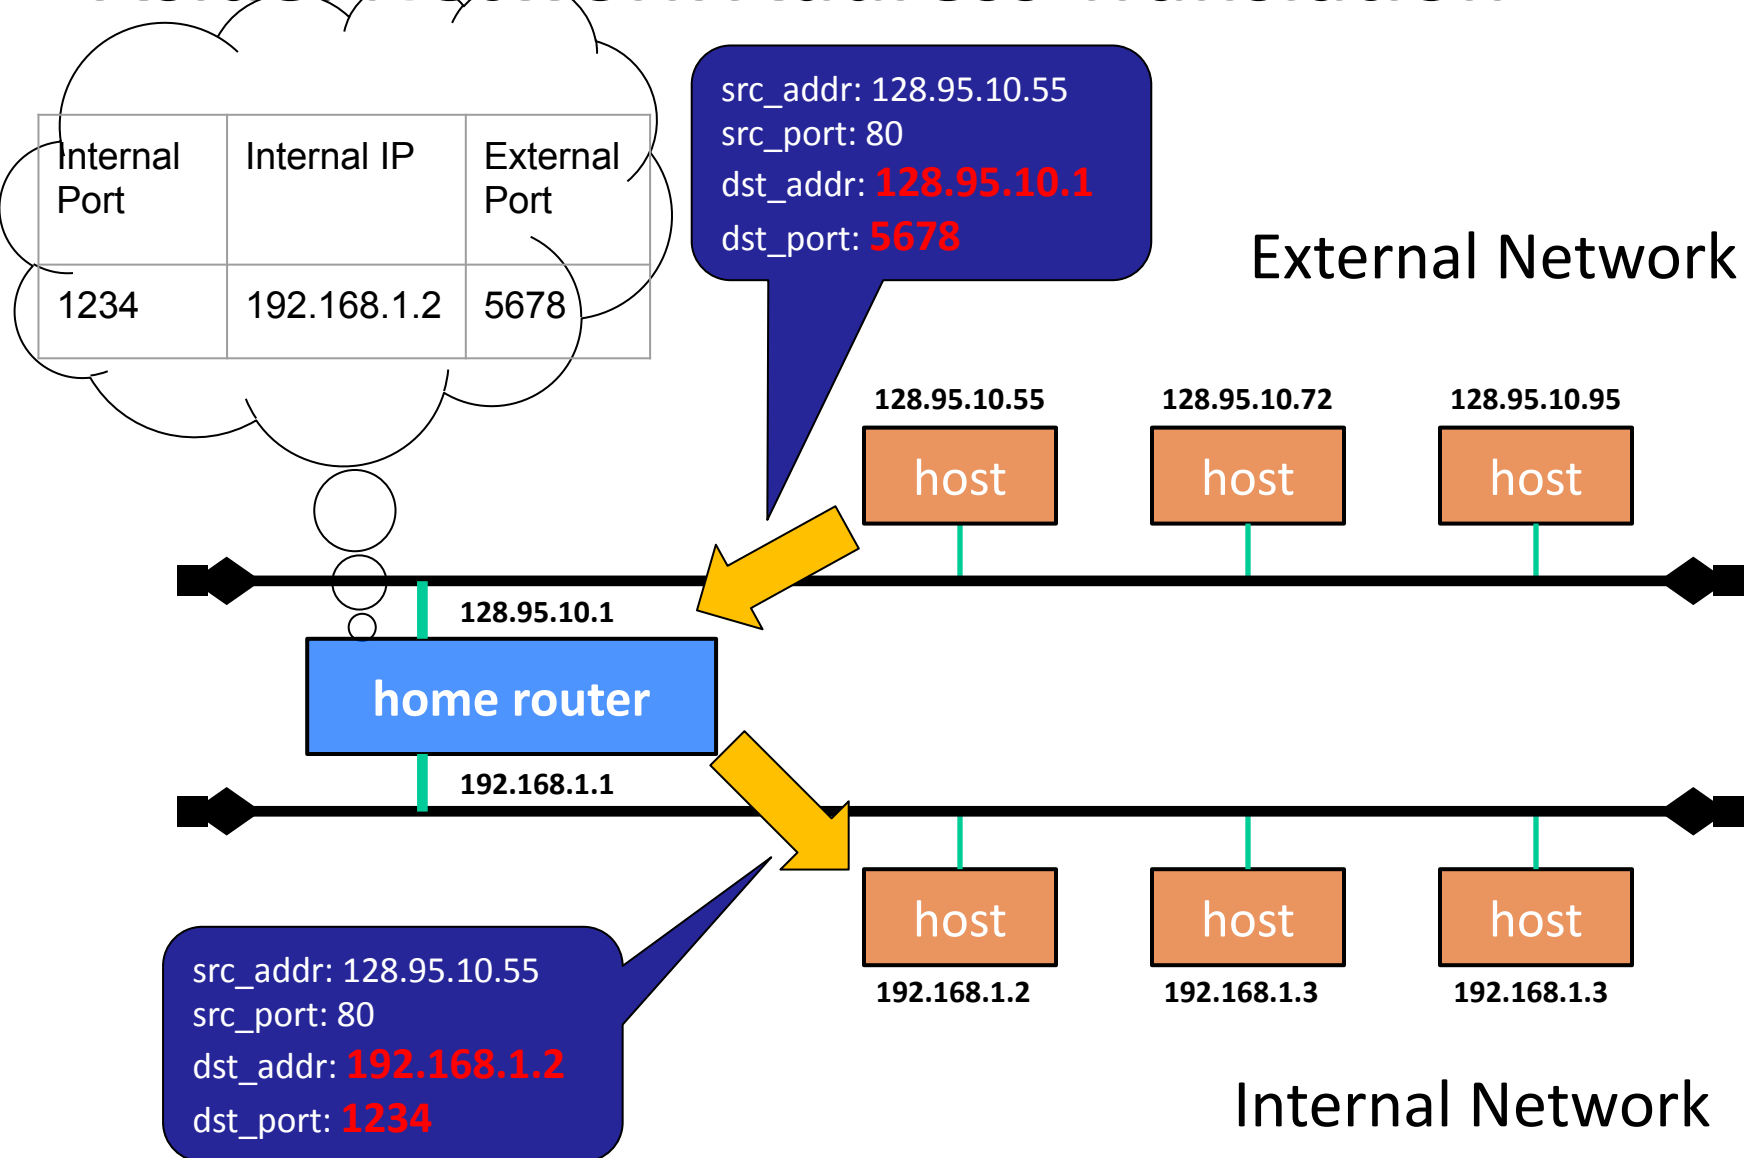 Internal Port
Internal IP
External Port
1234
192.168.1.2
5678
src_addr: 128.95.10.55
src_port: 80
dst_addr: 128.95.10.1
dst_port: 5678
External Network
128.95.10.55
128.95.10.72
128.95.10.95
host
host
host
128.95.10.1
home router
192.168.1.1
host
host
host
192.168.1.2
192.168.1.3
192.168.1.3
src_addr: 128.95.10.55
src_port: 80
dst_addr: 192.168.1.2
dst_port: 1234
Internal Network